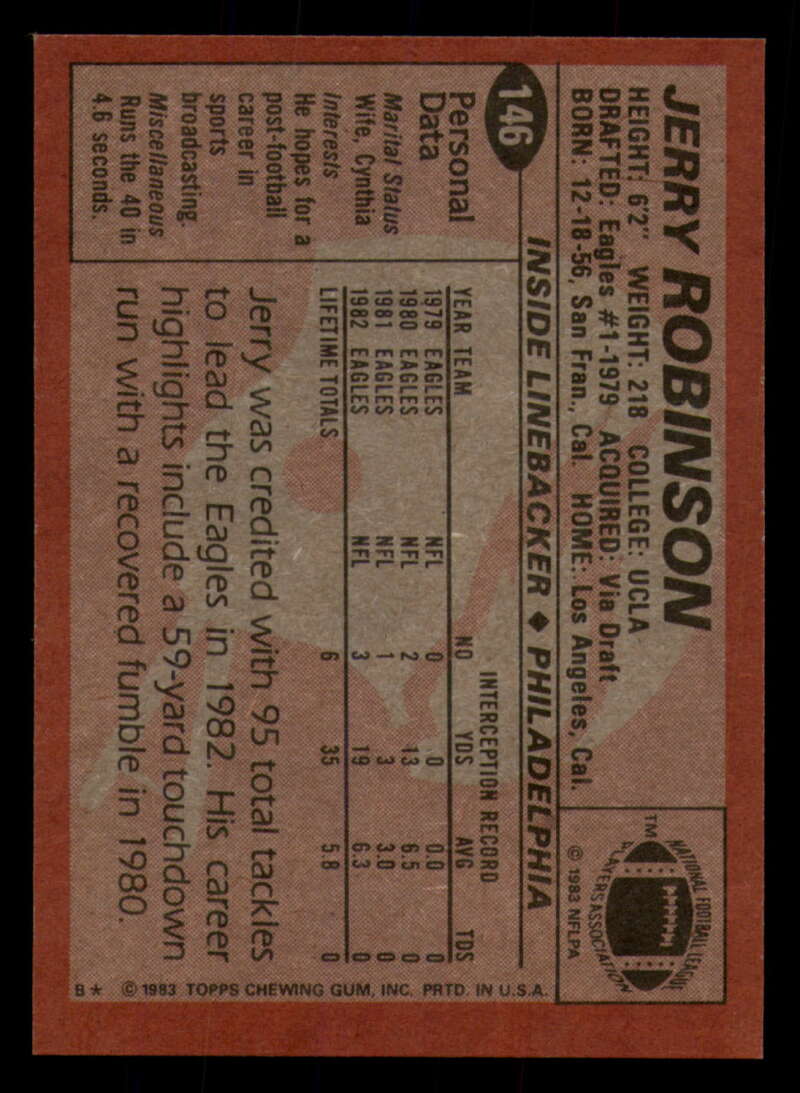 JERRY ROBINSON
HEIGHT: 6'2" WEIGHT: 218 COLLEGE: UCLA
DRAFTED: Eagles #1-1979 ACQUIRED: Via Draft
BORN: 12-18-56, San Fran., Cal. HOME: Los Angeles, Cal.
NATIONAL FOOTBALL LEAGUE
PLAYERS ASSOCIATION
TM
© 1983 NFLPA
146
INSIDE LINEBACKER ♦ PHILADELPHIA
Personal
Data
Marital Status
Wife, Cynthia
Interests
He hopes for a
post-football
career in
sports
broadcasting.
Miscellaneous
Runs the 40 in
4.6 seconds.
INTERCEPTION RECORD
YEAR TEAM NO YDS AVG TDS
1979 EAGLES NFL 0 0 0.0 0
1980 EAGLES NFL 2 13 6.5 0
1981 EAGLES NFL 1 3 3.0 0
1982 EAGLES NFL 3 19 6.3 0
LIFETIME TOTALS 6 35 5.8 0
Jerry was credited with 95 total tackles
to lead the Eagles in 1982. His career
highlights include a 59-yard touchdown
run with a recovered fumble in 1980.
B* © 1983 TOPPS CHEWING GUM, INC. PRTD. IN U.S.A.